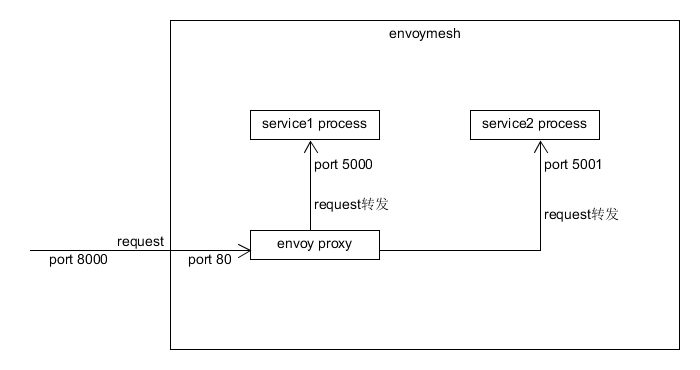 envoymesh
service1 process
service2 process
port 5000
port 5001
request转发
request转发
request
envoy proxy
port 8000
port 80